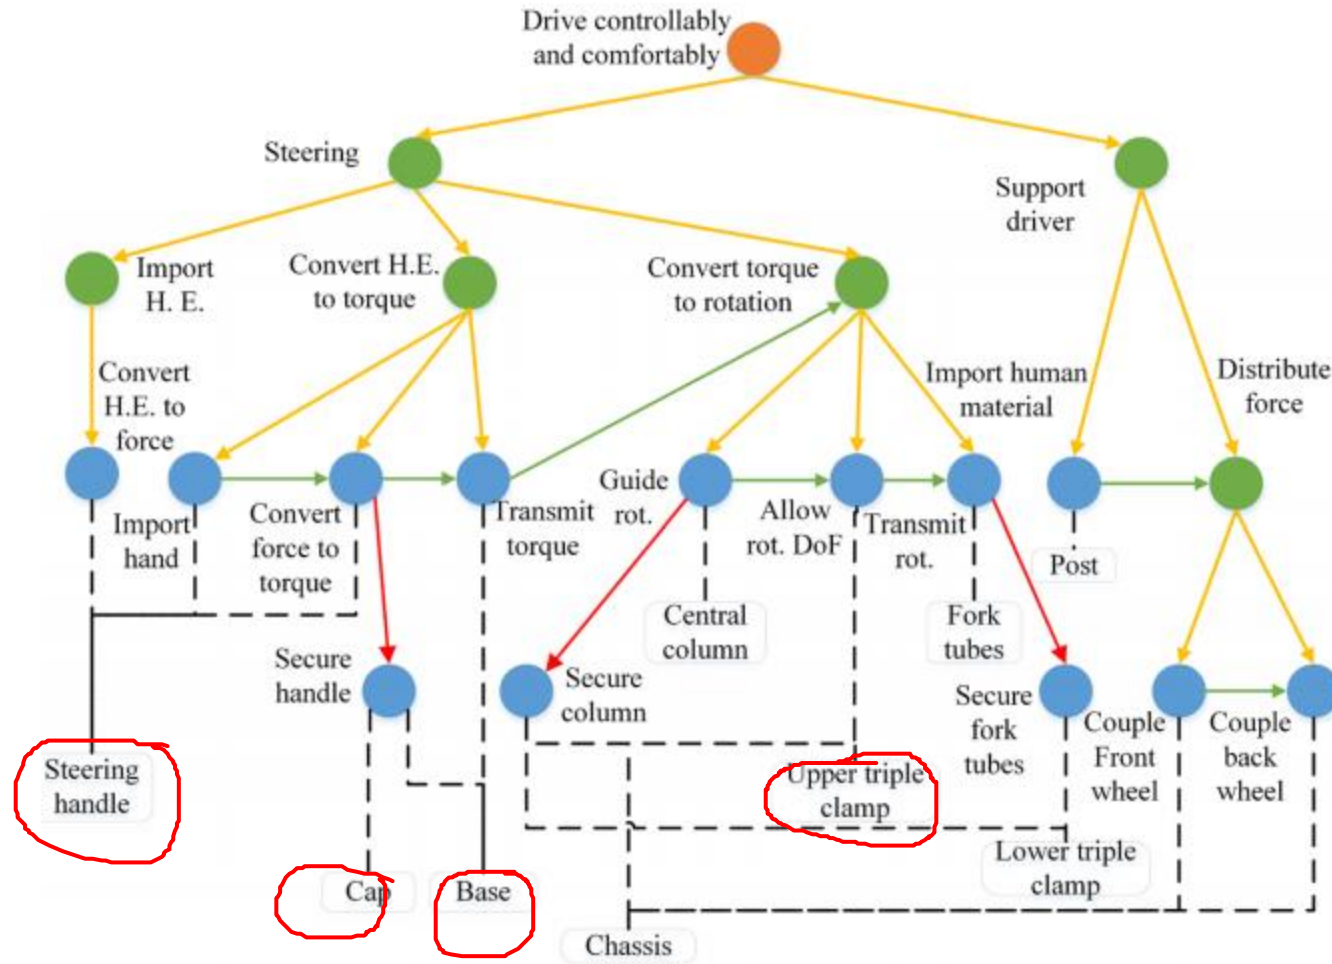 Drive controllably
and comfortably
Steering
Support
driver
Import
H. E.
Convert H.E.
to torque
Convert torque
to rotation
Convert
H.E. to
force
Import human
material
Distribute
force
Import
hand
Convert
force to
torque
Transmit
torque
Guide
rot.
Allow
rot. DoF
Transmit
rot.
Post
Central
column
Fork
tubes
Secure
handle
Secure
column
Secure
fork
tubes
Couple
Front
wheel
Couple
back
wheel
Steering
handle
Upper triple
clamp
Lower triple
clamp
Cap
Base
Chassis